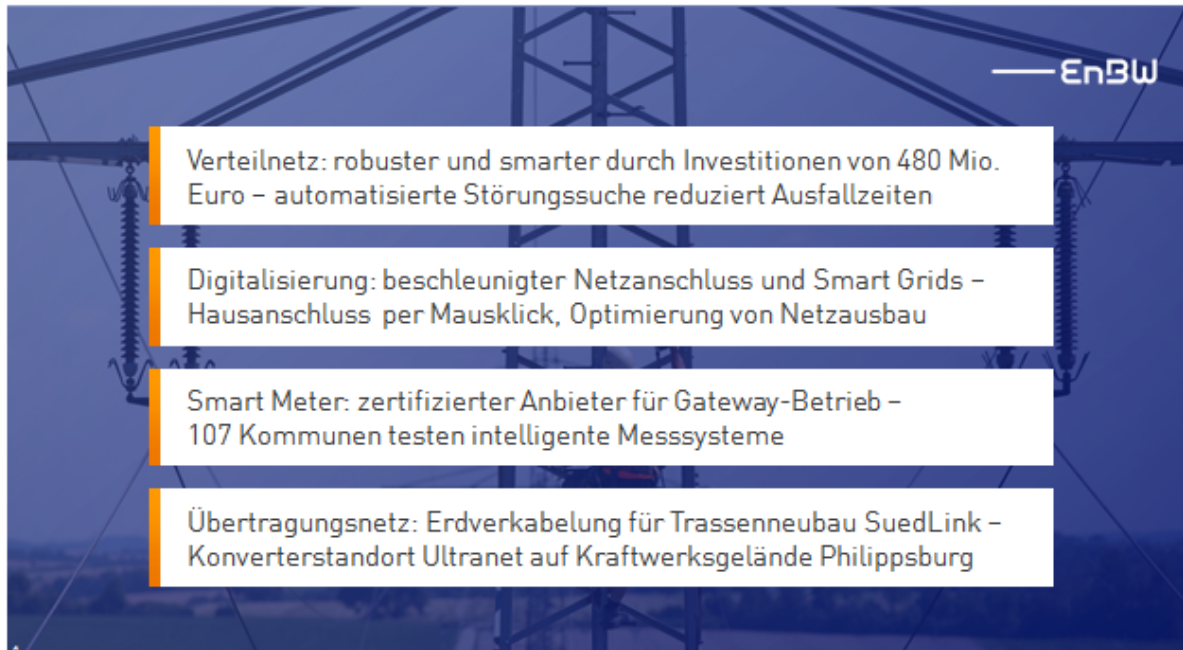 EnBW
Verteilnetz: robuster und smarter durch Investitionen von 480 Mio.
Euro – automatisierte Störungssuche reduziert Ausfallzeiten
Digitalisierung: beschleunigter Netzanschluss und Smart Grids –
Hausanschluss per Mausklick, Optimierung von Netzausbau
Smart Meter: zertifizierter Anbieter für Gateway-Betrieb –
107 Kommunen testen intelligente Messsysteme
Übertragungsnetz: Erdverkabelung für Trassenneubau SuedLink –
Konverterstandort Ultranet auf Kraftwerksgelände Philippsburg